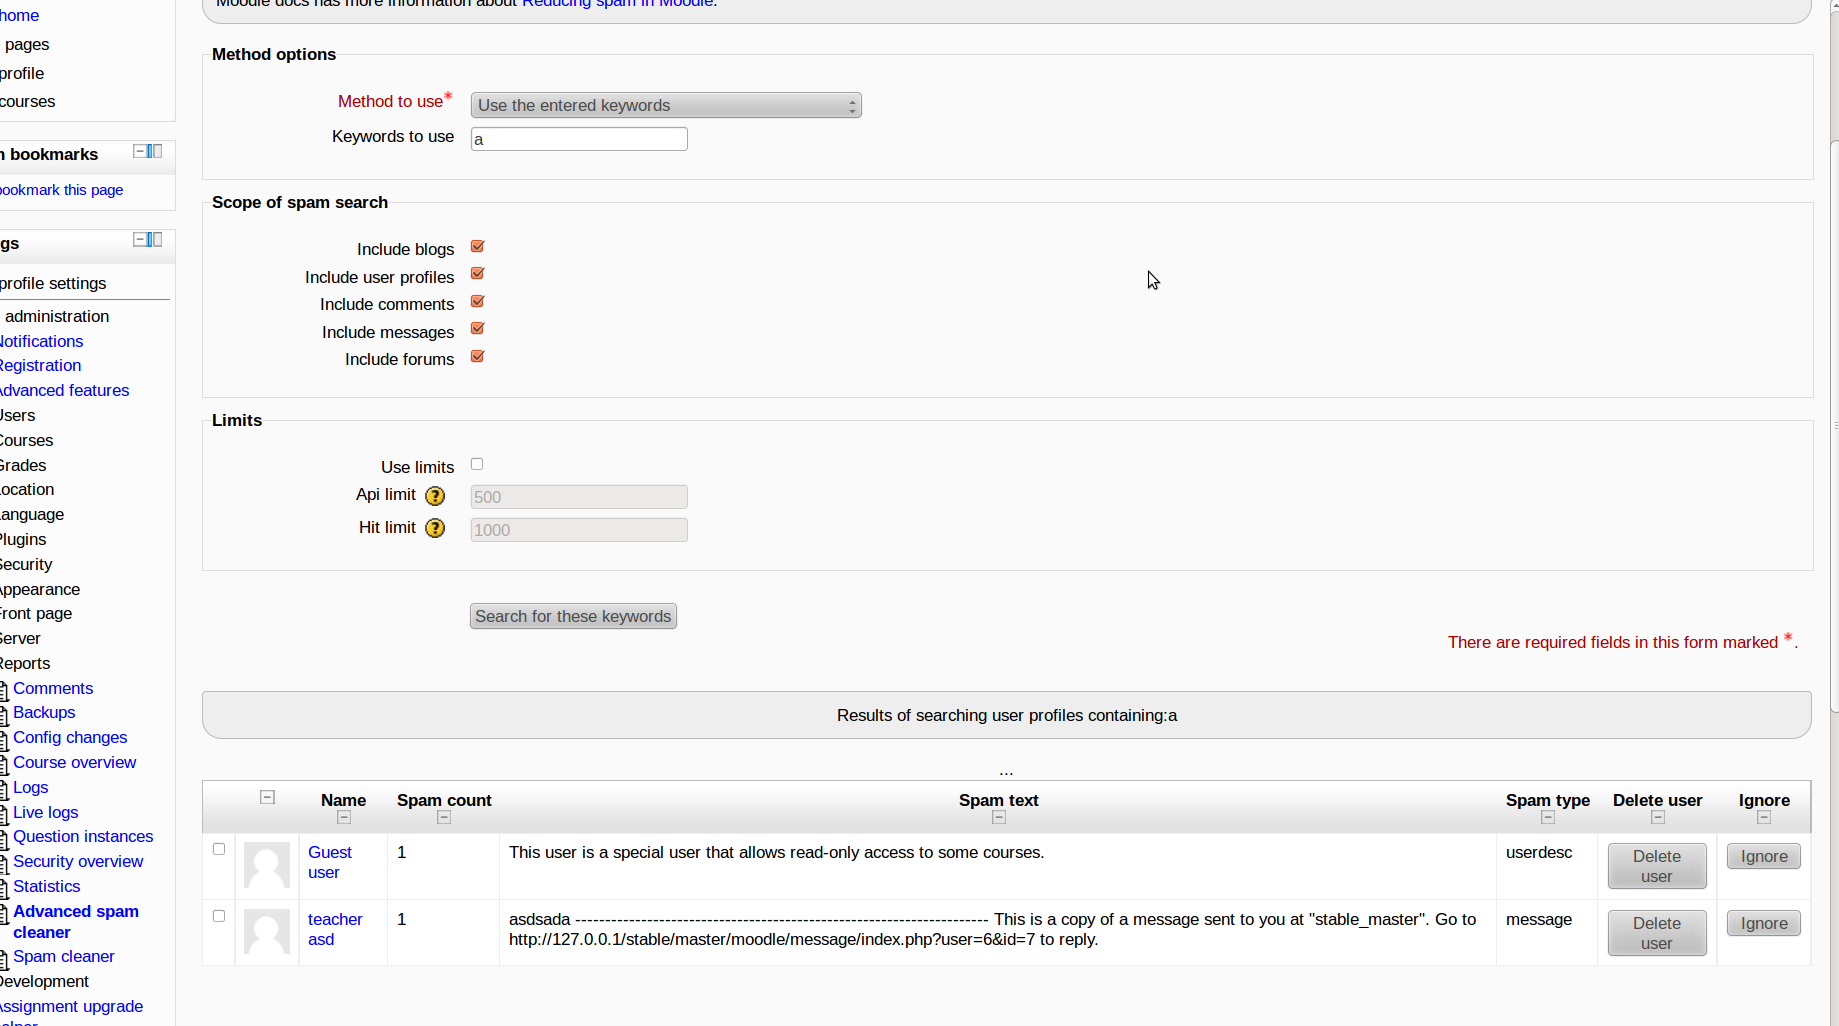 home
pages
profile
courses
bookmarks
bookmark this page
gs
profile settings
administration
Notifications
Registration
Advanced features
Users
Courses
Grades
Location
Language
Plugins
Security
Appearance
Front page
Server
Reports
Comments
Backups
Config changes
Course overview
Logs
Live logs
Question instances
Security overview
Statistics
Advanced spam
cleaner
Spam cleaner
Development
Assignment upgrade
helper
Moodle docs has more information about Reducing spam in Moodle.
Method options
Method to use*
Use the entered keywords
Keywords to use
a
Scope of spam search
Include blogs
Include user profiles
Include comments
Include messages
Include forums
Limits
Use limits
Api limit ?
500
Hit limit ?
1000
Search for these keywords
There are required fields in this form marked *.
Results of searching user profiles containing:a
...
Name Spam count Spam text Spam type Delete user Ignore
Guest user 1 This user is a special user that allows read-only access to some courses. userdesc Delete user Ignore
teacher asd 1 asdsada --------------------------------------------------------------------- This is a copy of a message sent to you at "stable_master". Go to
http://127.0.0.1/stable/master/moodle/message/index.php?user=6&id=7 to reply. message Delete user Ignore